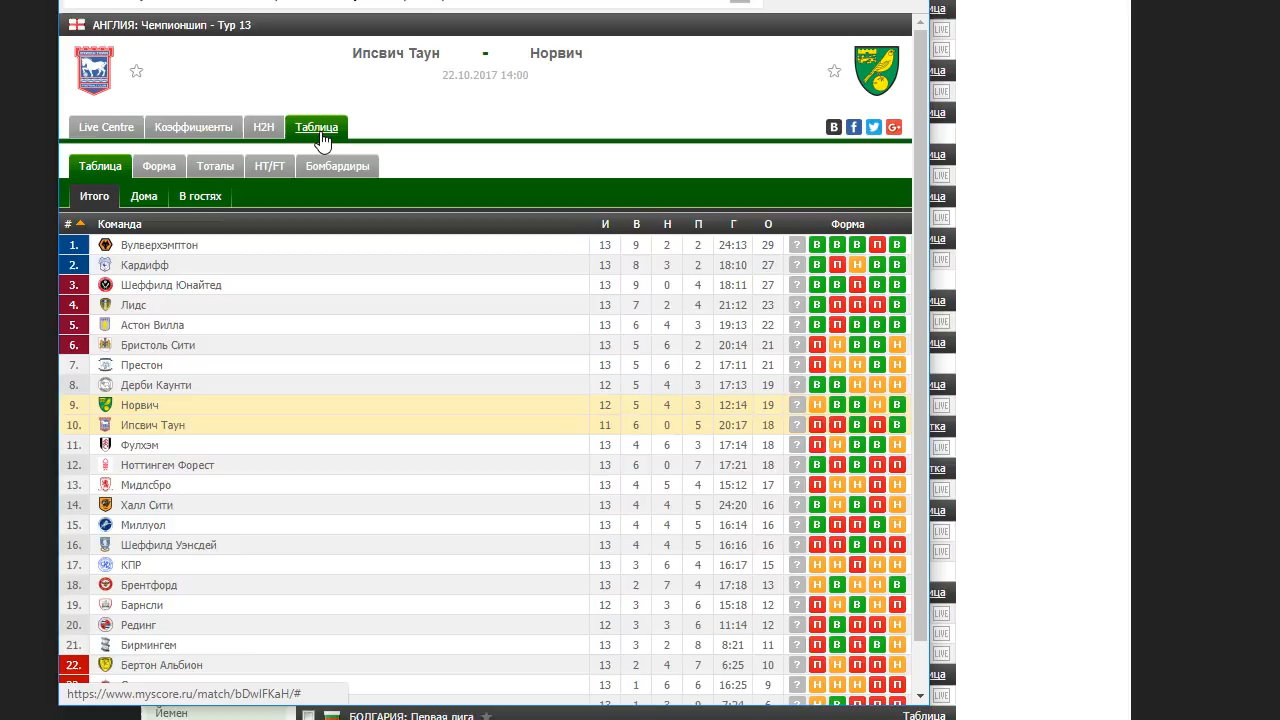 АНГЛИЯ: Чемпионшип - Тур 13
Ипсвич Таун - Норвич
22.10.2017 14:00
Live Centre Коэффициенты H2H Таблица
Таблица Форма Тоталы HT/FT Бомбардиры
Итого Дома В гостях
# Команда И В Н П Г О Форма
1. Вулверхэмптон 13 9 2 2 24:13 29 ? В В В П В
2. Кардифф 13 8 3 2 18:10 27 ? В П Н В В
3. Шеффилд Юнайтед 13 9 0 4 18:11 27 ? В В П В В
4. Лидс 13 7 2 4 21:12 23 ? В П П П В
5. Астон Вилла 13 6 4 3 19:13 22 ? В П В В В
6. Бристоль Сити 13 5 6 2 20:14 21 ? П Н В В Н
7. Престон 13 5 6 2 17:11 21 ? П Н Н В Н
8. Дерби Каунти 12 5 4 3 17:13 19 ? В В Н Н Н
9. Норвич 12 5 4 3 12:14 19 ? Н В В Н В
10. Ипсвич Таун 11 6 0 5 20:17 18 ? П П В П В
11. Фулхэм 13 4 6 3 17:14 18 ? П Н В В Н
12. Ноттингем Форест 13 6 0 7 17:21 18 ? В П В П П
13. Мидлсбро 13 4 5 4 15:12 17 ? П Н Н П Н
14. Халл Сити 13 4 4 5 24:20 16 ? В Н В П Н
15. Миллуол 13 4 4 5 16:14 16 ? В П П В Н
16. Шеффилд Уэнсдей 13 4 4 5 16:16 16 ? П П В П П
17. КПР 13 3 6 4 16:17 15 ? Н Н П Н Н
18. Брентфорд 13 2 7 4 17:18 13 ? Н В Н Н В
19. Барнсли 12 3 3 6 15:18 12 ? П Н В Н П
20. Рединг 12 3 3 6 11:14 12 ? Н В П П Н
21. Бирмингем 13 3 2 8 8:21 11 ? П В П В Н
22. Бертон Альбион 13 2 4 7 6:25 10 ? Н П Н П Н
13 1 6 6 16:25 9 ? Н Н Н П П
БОЛГАРИЯ: Первая лига Таблица